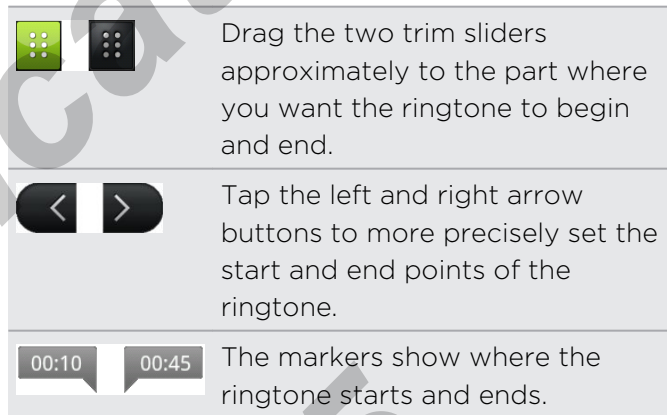 Drag the two trim sliders
approximately to the part where
you want the ringtone to begin
and end.
Tap the left and right arrow
buttons to more precisely set the
start and end points of the
ringtone.
00:10 00:45 The markers show where the
ringtone starts and ends.